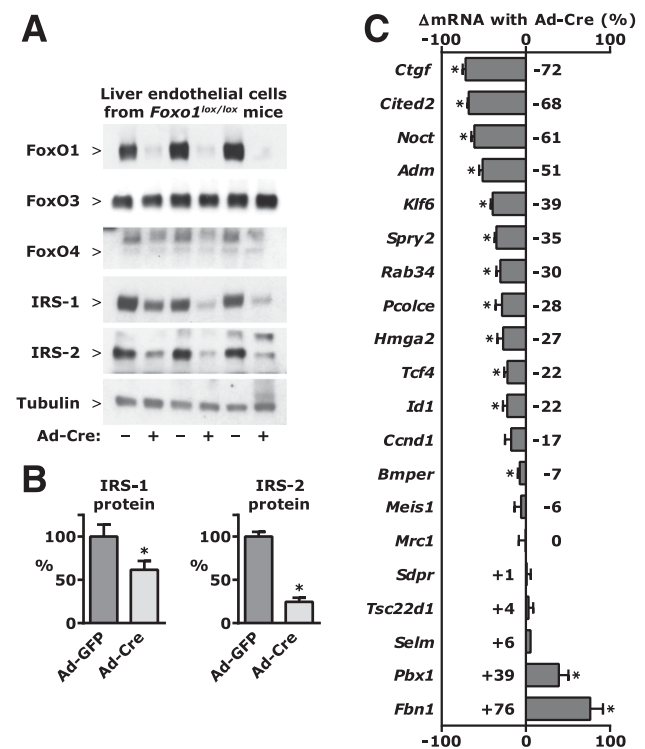 A
Liver endothelial cells
from Foxo1lox/lox mice
FoxO1 >
FoxO3 >
FoxO4 >
IRS-1 >
IRS-2 >
Tubulin >
Ad-Cre: – + – + – +
B
IRS-1
protein
100
%
50
0
*
Ad-GFP
Ad-Cre
IRS-2
protein
100
%
50
0
*
Ad-GFP
Ad-Cre
C
ΔmRNA with Ad-Cre (%)
-100 0 100
Ctgf * -72
Cited2 * -68
Noct * -61
Adm * -51
Klf6 * -39
Spry2 * -35
Rab34 * -30
Pcolce * -28
Hmga2 * -27
Tcf4 * -22
Id1 * -22
Ccnd1 -17
Bmper * -7
Meis1 -6
Mrc1 0
Sdpr +1
Tsc22d1 +4
Selm +6
Pbx1 +39 *
Fbn1 +76 *
-100 0 100